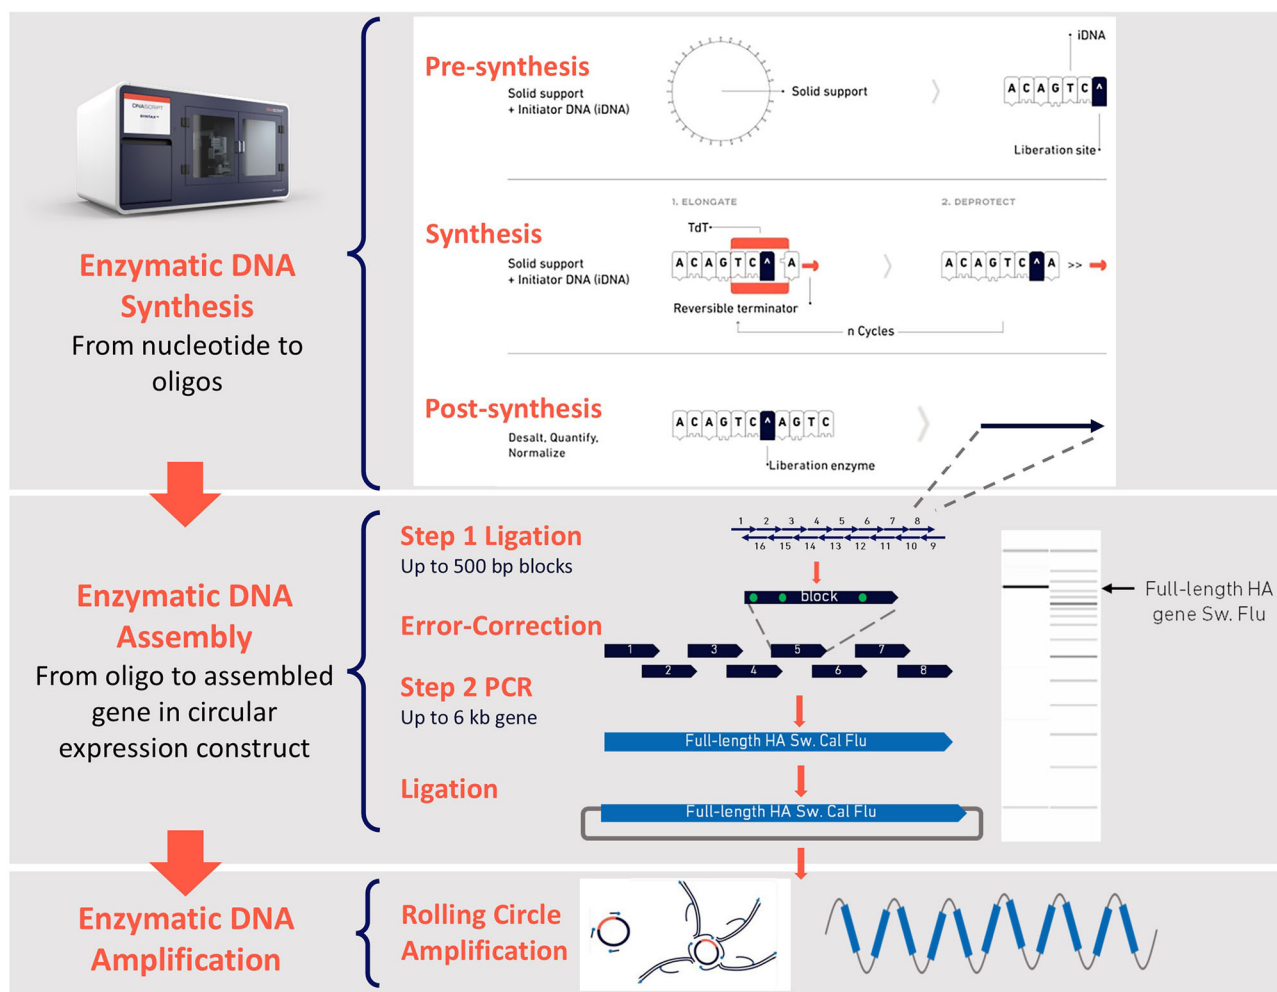 DNASCRIPT
SYNTAX™
Enzymatic DNA
Synthesis
From nucleotide to
oligos
Pre-synthesis
Solid support
+ Initiator DNA (iDNA)
Solid support
iDNA
A C A G T C ^
Liberation site
Synthesis
Solid support
+ Initiator DNA (iDNA)
1. ELONGATE
TdT
A C A G T C ^ A
Reversible terminator
n Cycles
2. DEPROTECT
A C A G T C ^ A >>
Post-synthesis
Desalt, Quantify,
Normalize
A C A G T C ^ A G T C
Liberation enzyme
Enzymatic DNA
Assembly
From oligo to assembled
gene in circular
expression construct
Step 1 Ligation
Up to 500 bp blocks
1 2 3 4 5 6 7 8
16 15 14 13 12 11 10 9
block
Error-Correction
1 3 5 7
2 4 6 8
Step 2 PCR
Up to 6 kb gene
Full-length HA Sw. Cal Flu
Ligation
Full-length HA Sw. Cal Flu
Full-length HA
gene Sw. Flu
Enzymatic DNA
Amplification
Rolling Circle
Amplification